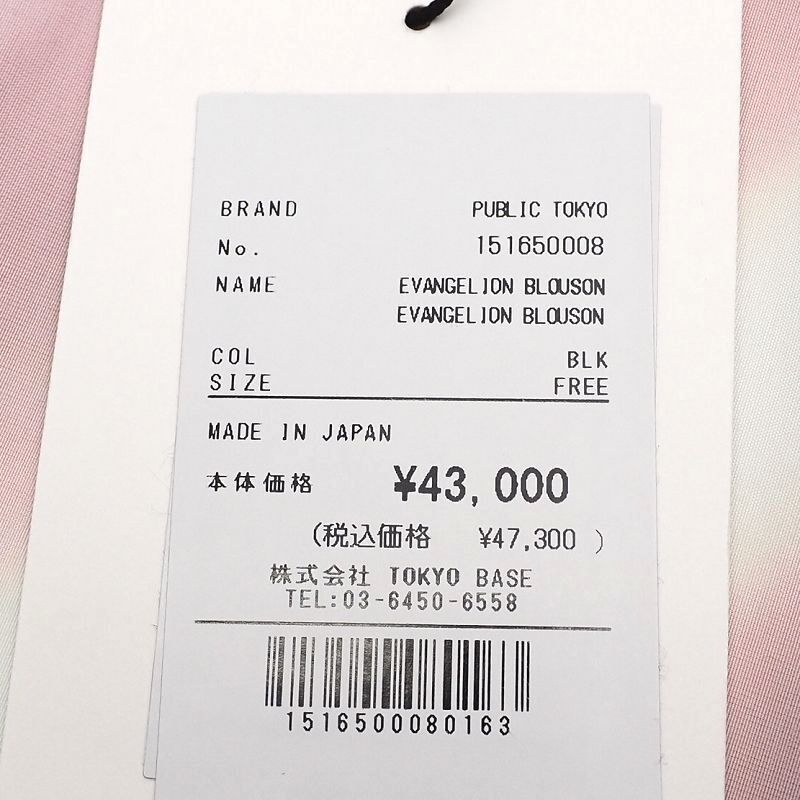 BRAND PUBLIC TOKYO
No. 151650008
NAME EVANGELION BLOUSON
EVANGELION BLOUSON
COL BLK
SIZE FREE
MADE IN JAPAN
本体価格 ¥43,000
(税込価格 ¥47,300 )
株式会社 TOKYO BASE
TEL:03-6450-6558
1516500080163